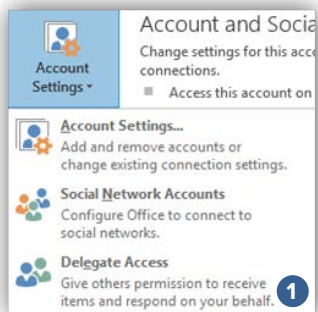 Account and Socia
Change settings for this acc
connections.
Access this account on
Account
Settings
Account Settings...
Add and remove accounts or
change existing connection settings.
Social Network Accounts
Configure Office to connect to
social networks.
Delegate Access
Give others permission to receive
items and respond on your behalf.
1